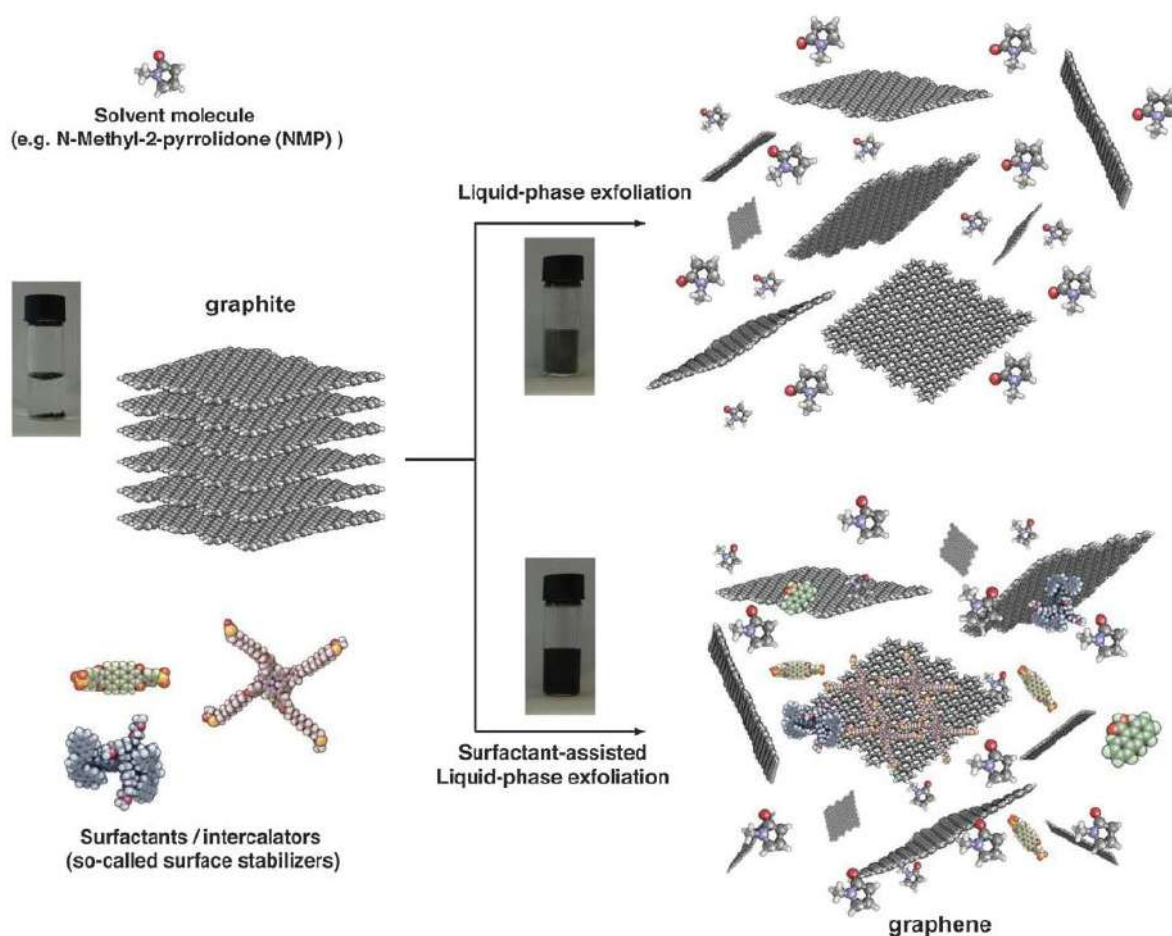 Solvent molecule
(e.g. N-Methyl-2-pyrrolidone (NMP) )
Liquid-phase exfoliation
graphite
Surfactant-assisted
Liquid-phase exfoliation
Surfactants / intercalators
(so-called surface stabilizers)
graphene